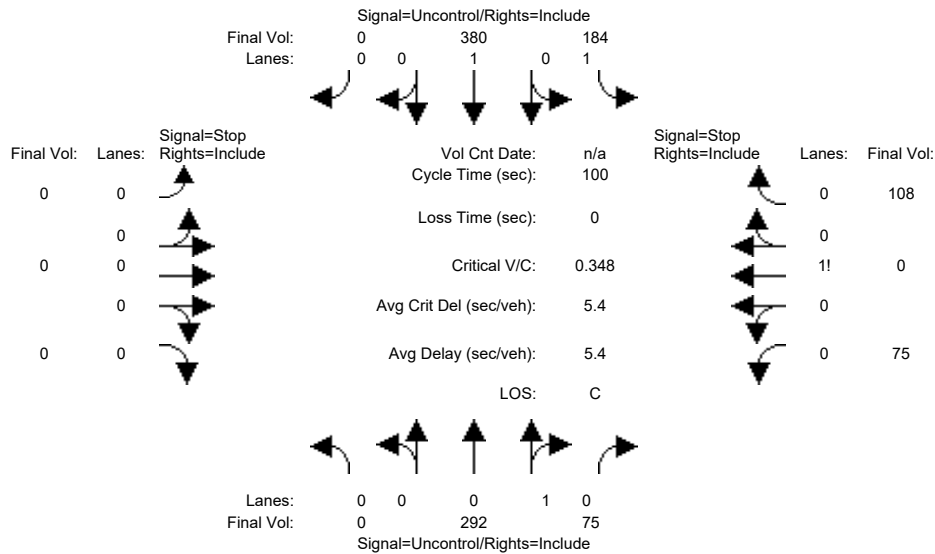 Signal=Uncontrol/Rights=Include
Final Vol: 0 380 184
Lanes: 0 0 1 0 1
Signal=Stop Signal=Stop
Final Vol: Lanes: Rights=Include Vol Cnt Date: n/a Rights=Include Lanes: Final Vol:
Cycle Time (sec): 100
0 0 0 108
Loss Time (sec): 0
0 0
0 0 Critical V/C: 0.348 1! 0
0 Avg Crit Del (sec/veh): 5.4 0
0 0 Avg Delay (sec/veh): 5.4 0 75
LOS: C
Lanes: 0 0 0 1 0
Final Vol: 0 292 75
Signal=Uncontrol/Rights=Include